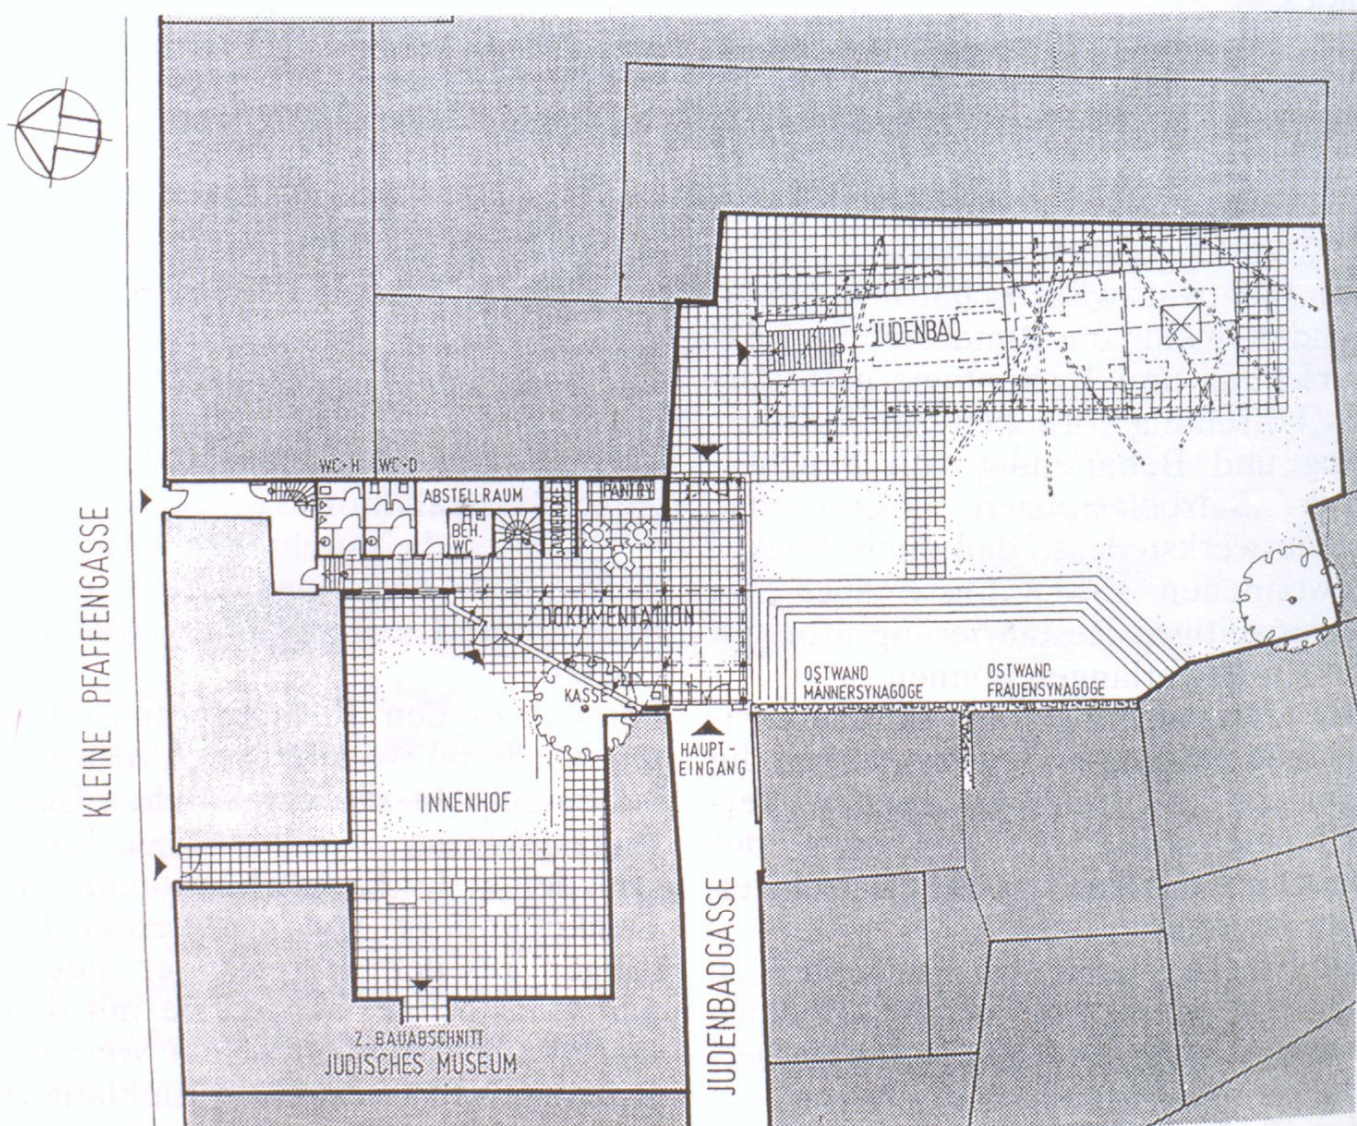 JUDENBAD
WC-H
WC-D
ABSTELLRAUM
GARDEROBE
PANTRY
BEH.
WC
DOKUMENTATION
KASSE
OSTWAND
MÄNNERSYNAGOGE
OSTWAND
FRAUENSYNAGOGE
HAUPT-
EINGANG
INNENHOF
KLEINE PFAFFENGASSE
JUDENBADGASSE
2. BAUABSCHNITT
JÜDISCHES MUSEUM